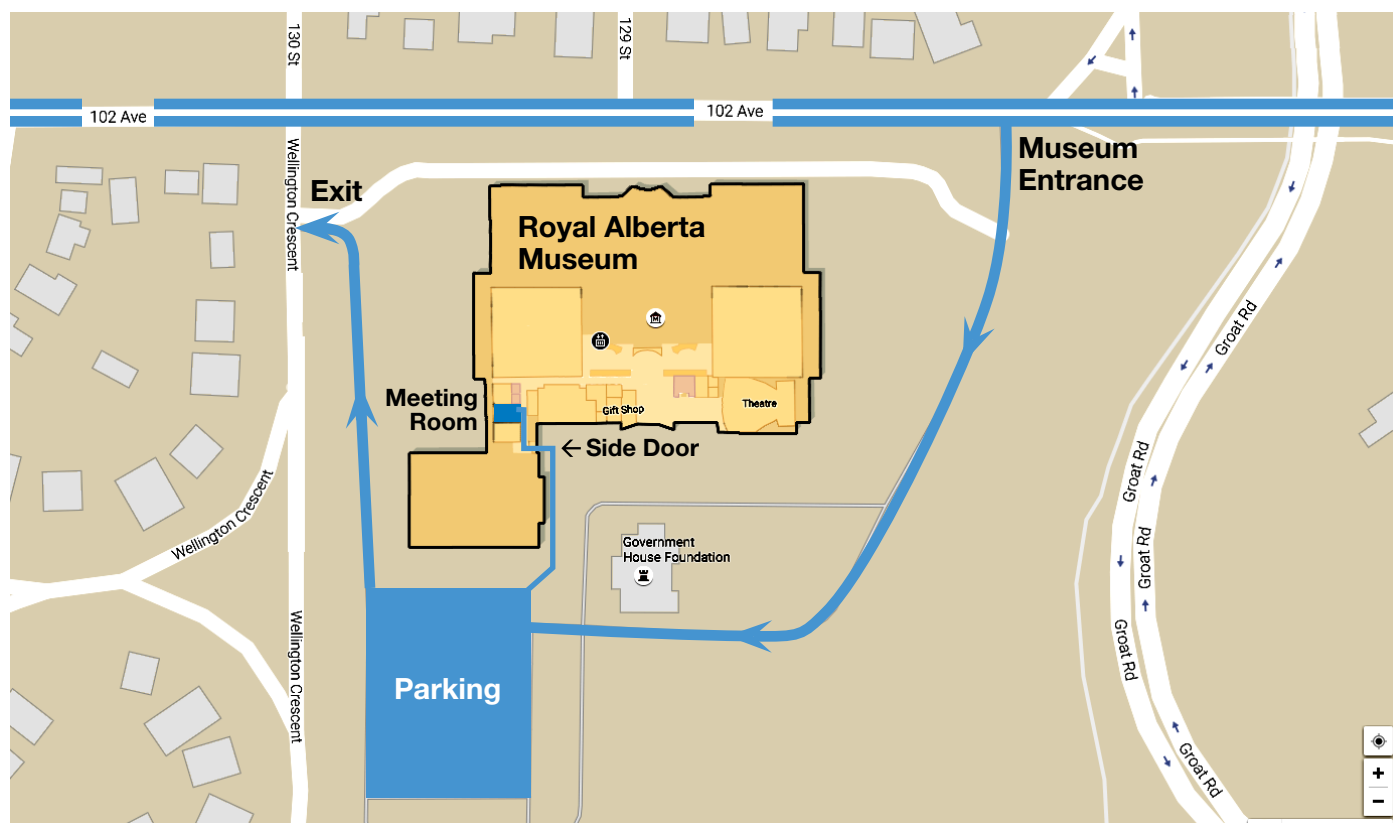 130 St
129 St
102 Ave
102 Ave
Museum
Entrance
Wellington Crescent
Exit
Royal Alberta
Museum
Groat Rd
Meeting
Room
Gift Shop
Theatre
← Side Door
Groat Rd
Wellington Crescent
Government
House Foundation
Groat Rd
Wellington Crescent
Groat Rd
Parking
Groat Rd
+
−